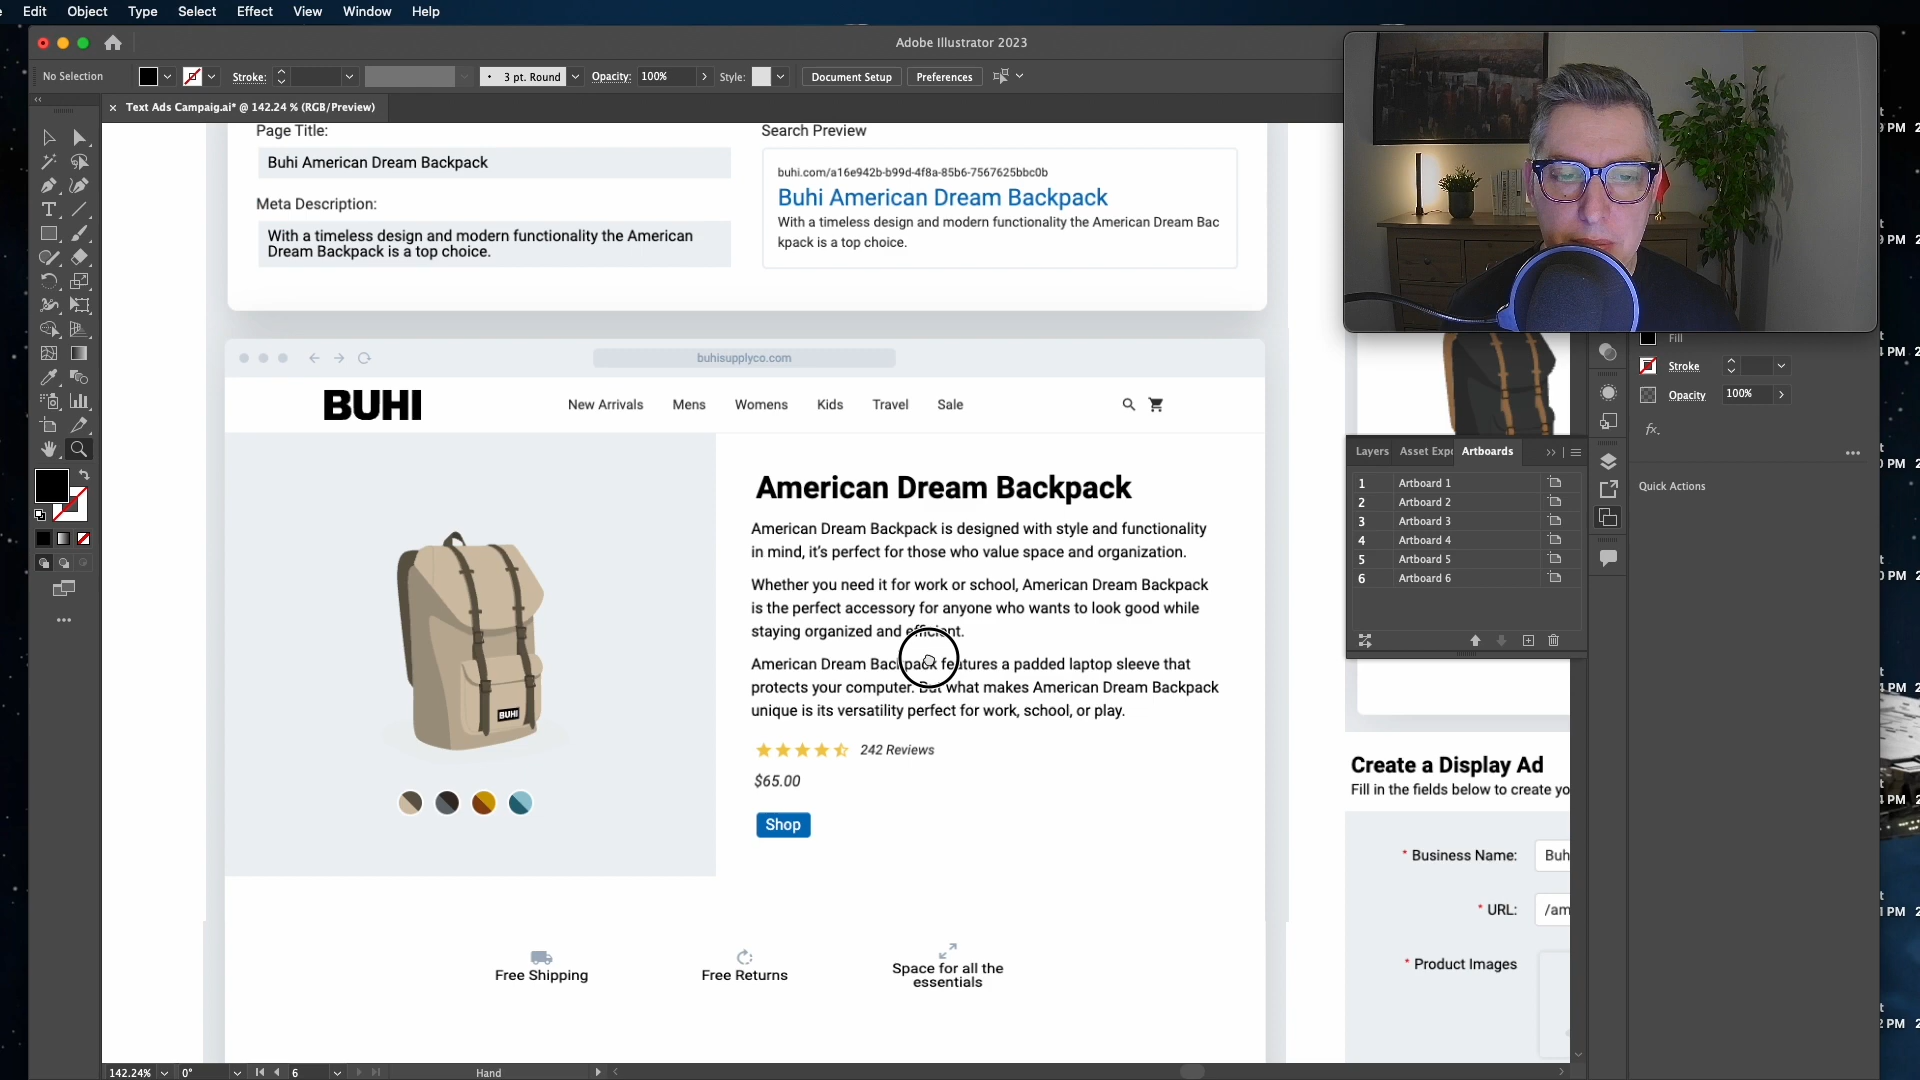 Edit Object Type Select Effect View Window Help
Adobe Illustrator 2023
No Selection Stroke: 3 pt. Round Opacity: 100% Style: Document Setup Preferences
Text Ads Campaig.ai* @ 142.24 % (RGB/Preview)
Page Title:
Buhi American Dream Backpack
Meta Description:
With a timeless design and modern functionality the American
Dream Backpack is a top choice.
Search Preview
buhi.com/a16e942b-b99d-4f8a-85b6-7567625bbc0b
Buhi American Dream Backpack
With a timeless design and modern functionality the American Dream Bac
kpack is a top choice.
buhisupplyco.com
BUHI
New Arrivals Mens Womens Kids Travel Sale
BUHI
American Dream Backpack
American Dream Backpack is designed with style and functionality
in mind, it's perfect for those who value space and organization.
Whether you need it for work or school, American Dream Backpack
is the perfect accessory for anyone who wants to look good while
staying organized and efficient.
American Dream Backpack features a padded laptop sleeve that
protects your computer. But what makes American Dream Backpack
unique is its versatility perfect for work, school, or play.
242 Reviews
$65.00
Shop
Free Shipping
Free Returns
Space for all the
essentials
Fill
Stroke
Opacity 100%
fx.
Quick Actions
Layers Asset Expo Artboards
1 Artboard 1
2 Artboard 2
3 Artboard 3
4 Artboard 4
5 Artboard 5
6 Artboard 6
Create a Display Ad
Fill in the fields below to create yo
* Business Name: Buh
* URL: /am
* Product Images
142.24% 0° 6 Hand